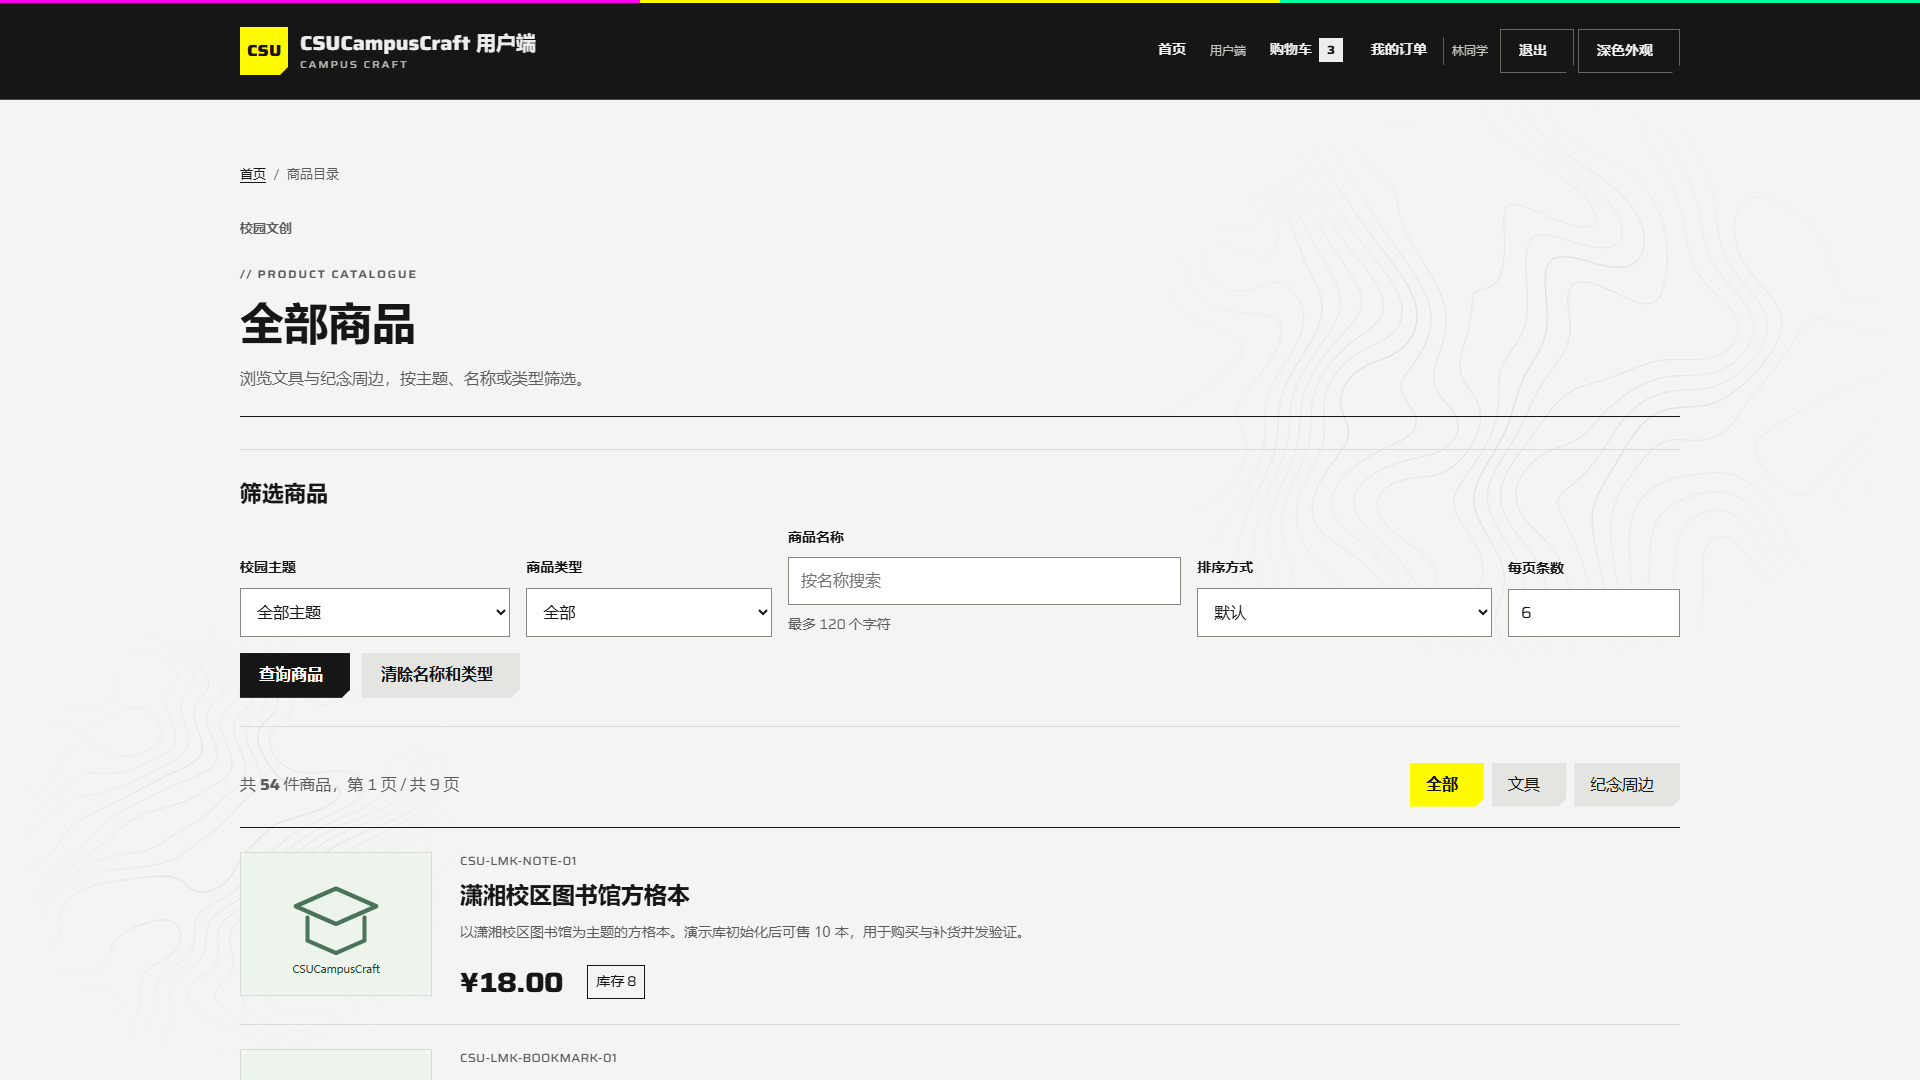 CSU
CSUCampusCraft 用户端
CAMPUS CRAFT
首页
用户端
购物车 3
我的订单
林同学
退出
深色外观
首页 / 商品目录
校园文创
// PRODUCT CATALOGUE
全部商品
浏览文具与纪念周边，按主题、名称或类型筛选。
筛选商品
校园主题
全部主题
商品类型
全部
商品名称
按名称搜索
最多 120 个字符
排序方式
默认
每页条数
6
查询商品
清除名称和类型
共 54 件商品，第 1 页 / 共 9 页
全部
文具
纪念周边
CSUCampusCraft
CSU-LMK-NOTE-01
潇湘校区图书馆方格本
以潇湘校区图书馆为主题的方格本。演示库初始化后可售 10 本，用于购买与补货并发验证。
¥18.00
库存 8
CSU-LMK-BOOKMARK-01